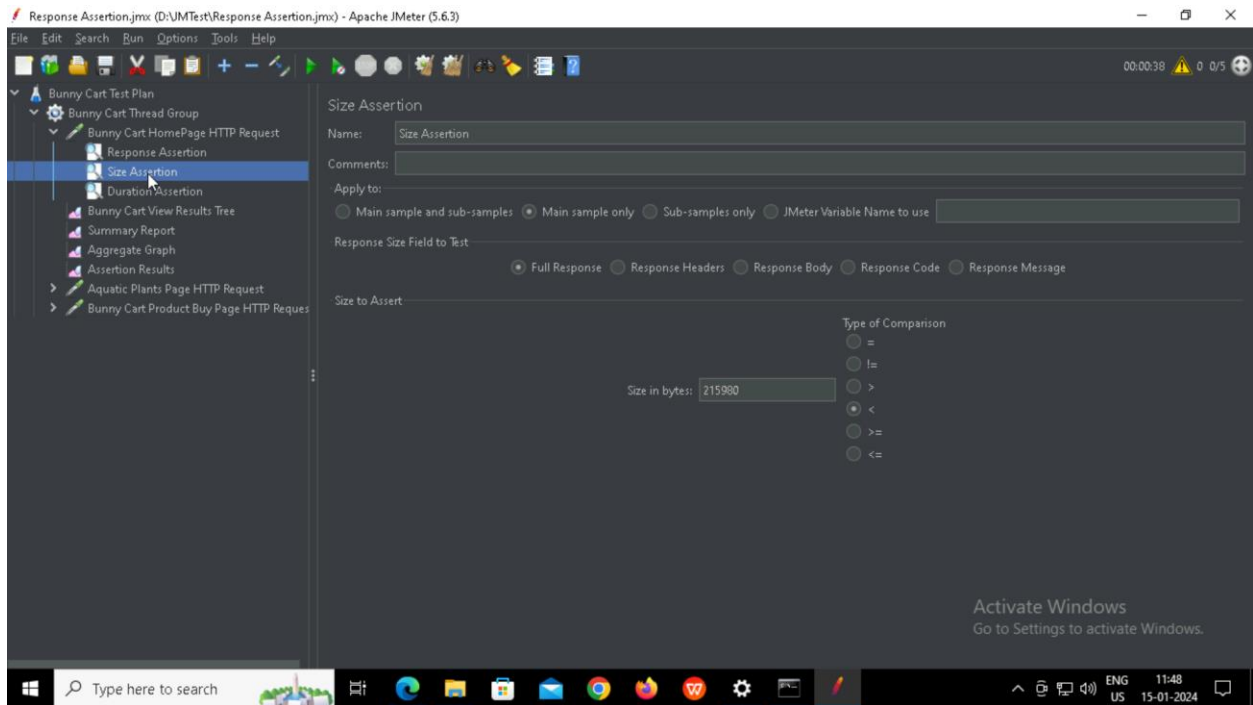 Response Assertion.jmx (D:\JMTest\Response Assertion.jmx) - Apache JMeter (5.6.3)
File Edit Search Run Options Tools Help
00:00:38 0 0/5
Bunny Cart Test Plan
Bunny Cart Thread Group
Bunny Cart HomePage HTTP Request
Response Assertion
Size Assertion
Duration Assertion
Bunny Cart View Results Tree
Summary Report
Aggregate Graph
Assertion Results
Aquatic Plants Page HTTP Request
Bunny Cart Product Buy Page HTTP Reques
Size Assertion
Name: Size Assertion
Comments:
Apply to:
Main sample and sub-samples Main sample only Sub-samples only JMeter Variable Name to use
Response Size Field to Test
Full Response Response Headers Response Body Response Code Response Message
Size to Assert
Type of Comparison
=
!=
Size in bytes: 215980 >
<
>=
<=
Activate Windows
Go to Settings to activate Windows.
Type here to search
ENG 11:48
US 15-01-2024